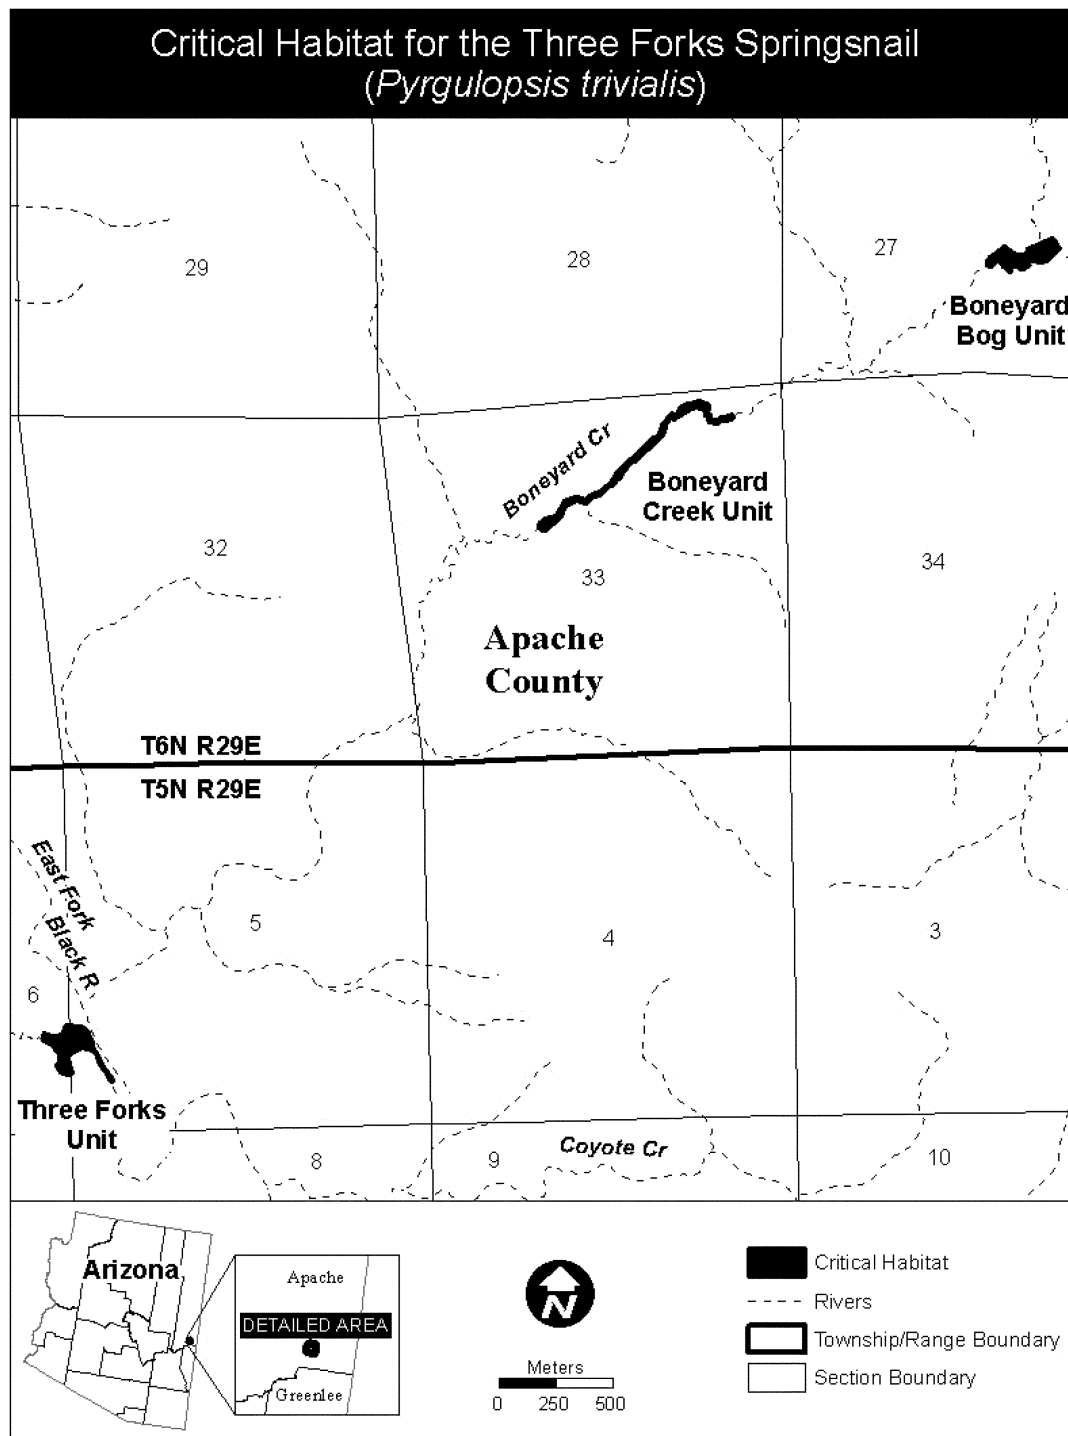 Critical Habitat for the Three Forks Springsnail
(Pyrgulopsis trivialis)
29
28
27
Boneyard
Bog Unit
Boneyard Cr
Boneyard
Creek Unit
32
33
34
Apache
County
T6N R29E
T5N R29E
East Fork
Black R
5
4
3
6
Three Forks
Unit
8
9
Coyote Cr
10
Arizona
Apache
DETAILED AREA
Greenlee
N
Meters
0 250 500
Critical Habitat
Rivers
Township/Range Boundary
Section Boundary